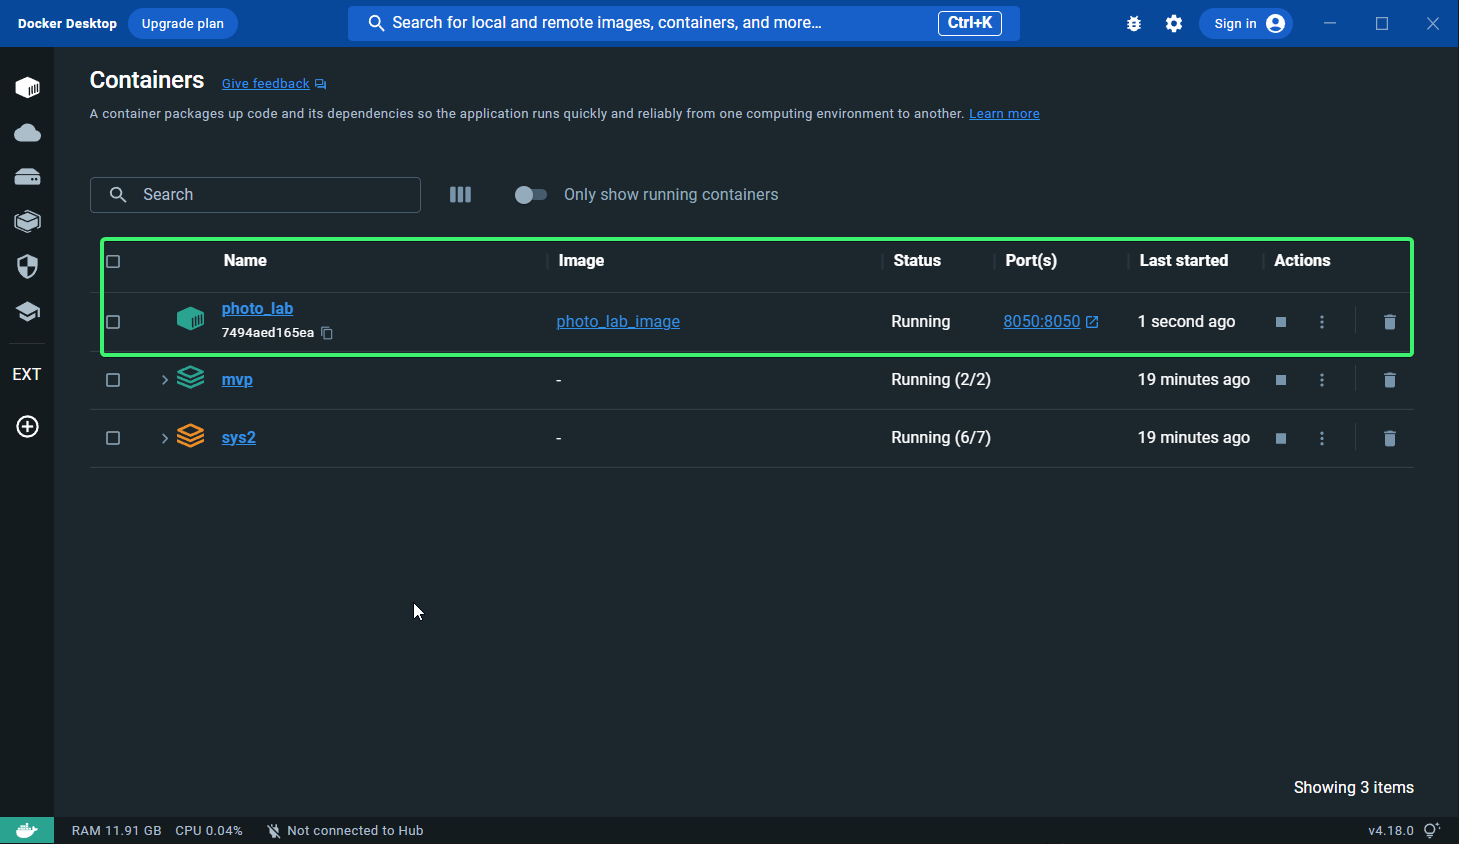 Docker Desktop Upgrade plan Search for local and remote images, containers, and more... Ctrl+K Sign in
Containers Give feedback
A container packages up code and its dependencies so the application runs quickly and reliably from one computing environment to another. Learn more
Search Only show running containers
Name Image Status Port(s) Last started Actions
photo_lab
7494aed165ea photo_lab_image Running 8050:8050 1 second ago
EXT
mvp - Running (2/2) 19 minutes ago
sys2 - Running (6/7) 19 minutes ago
Showing 3 items
RAM 11.91 GB CPU 0.04% Not connected to Hub v4.18.0